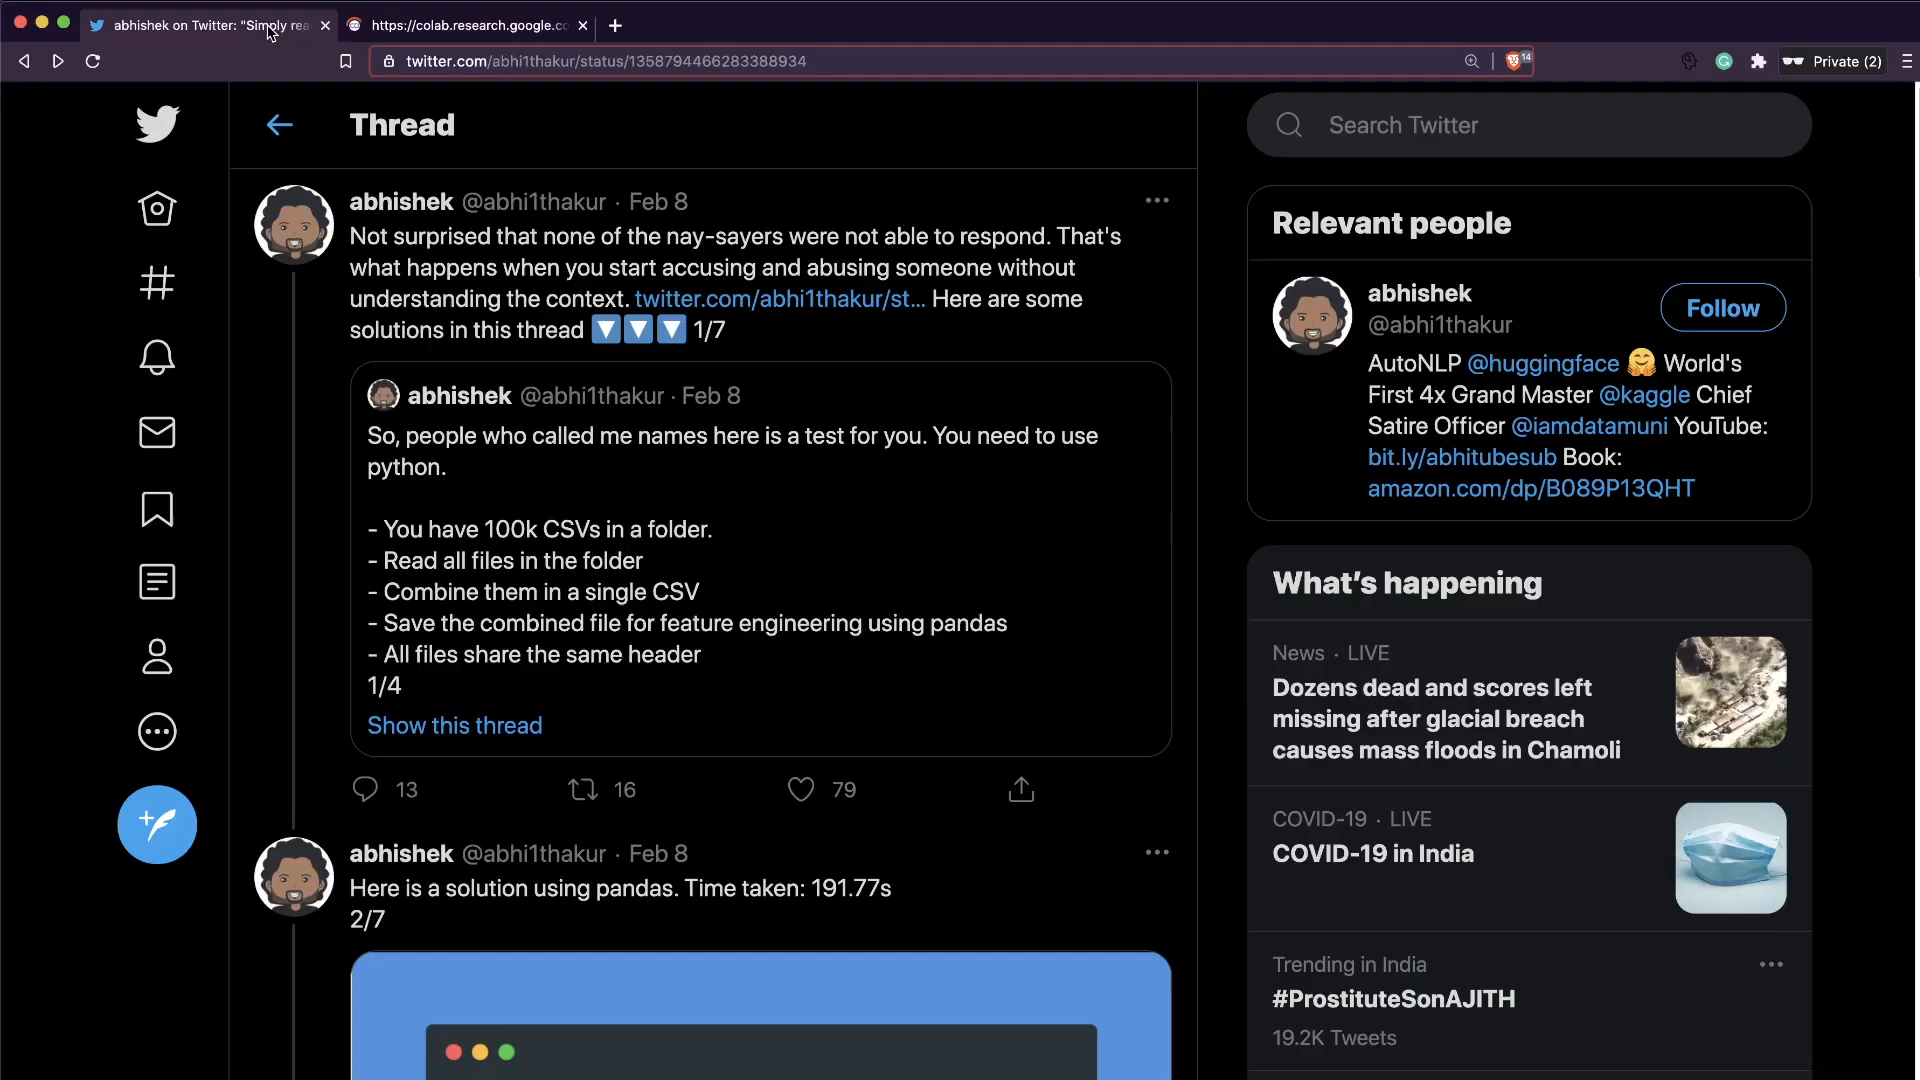 abhishek on Twitter: "Simply rea
https://colab.research.google.co
twitter.com/abhi1thakur/status/1358794466283388934
14
Private (2)
Thread
Search Twitter
abhishek @abhi1thakur · Feb 8
Not surprised that none of the nay-sayers were not able to respond. That's
what happens when you start accusing and abusing someone without
understanding the context. twitter.com/abhi1thakur/st... Here are some
solutions in this thread 🔽🔽🔽 1/7
abhishek @abhi1thakur · Feb 8
So, people who called me names here is a test for you. You need to use
python.
- You have 100k CSVs in a folder.
- Read all files in the folder
- Combine them in a single CSV
- Save the combined file for feature engineering using pandas
- All files share the same header
1/4
Show this thread
13 16 79
abhishek @abhi1thakur · Feb 8
Here is a solution using pandas. Time taken: 191.77s
2/7
Relevant people
abhishek
@abhi1thakur
Follow
AutoNLP @huggingface 🤗 World's
First 4x Grand Master @kaggle Chief
Satire Officer @iamdatamuni YouTube:
bit.ly/abhitubesub Book:
amazon.com/dp/B089P13QHT
What's happening
News · LIVE
Dozens dead and scores left
missing after glacial breach
causes mass floods in Chamoli
COVID-19 · LIVE
COVID-19 in India
Trending in India
#ProstituteSonAJITH
19.2K Tweets